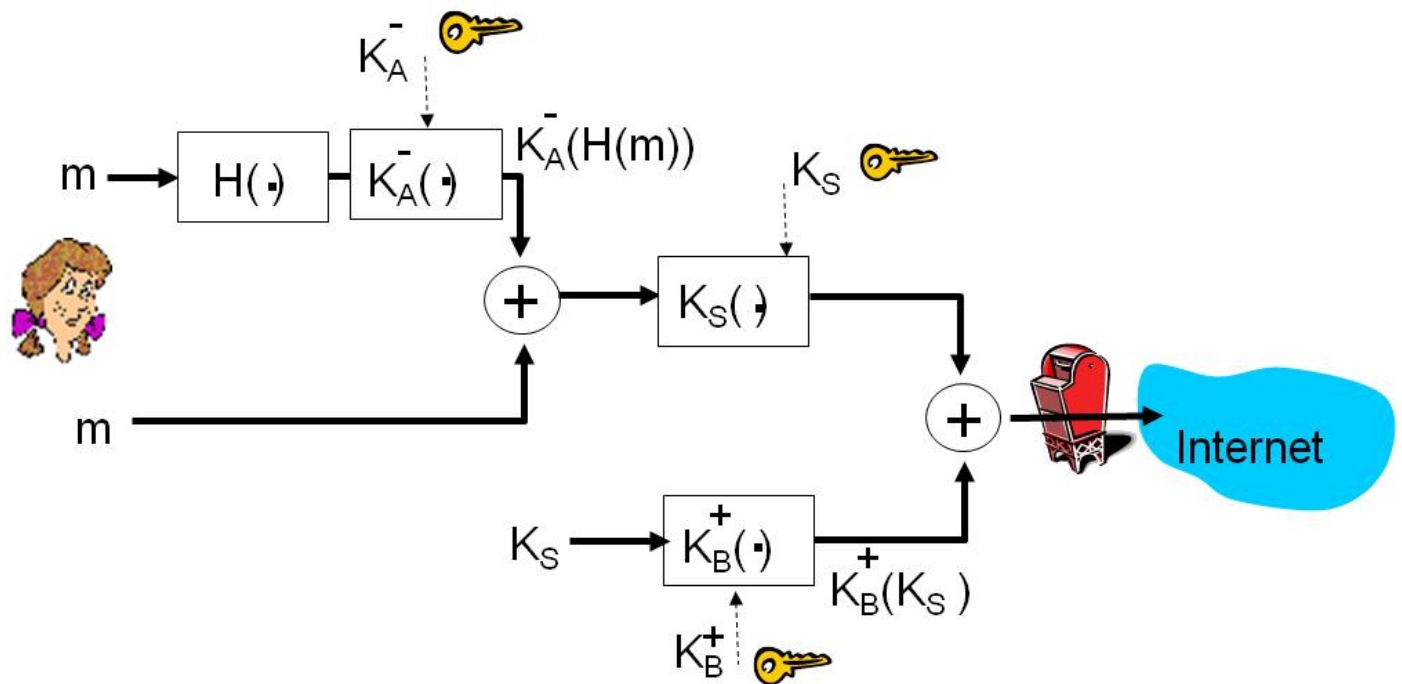 K_A^-
m H(·) K_A^-(·) K_A^-(H(m))
K_S
+ K_S(·)
m + Internet
K_S K_B^+(·) K_B^+(K_S)
K_B^+